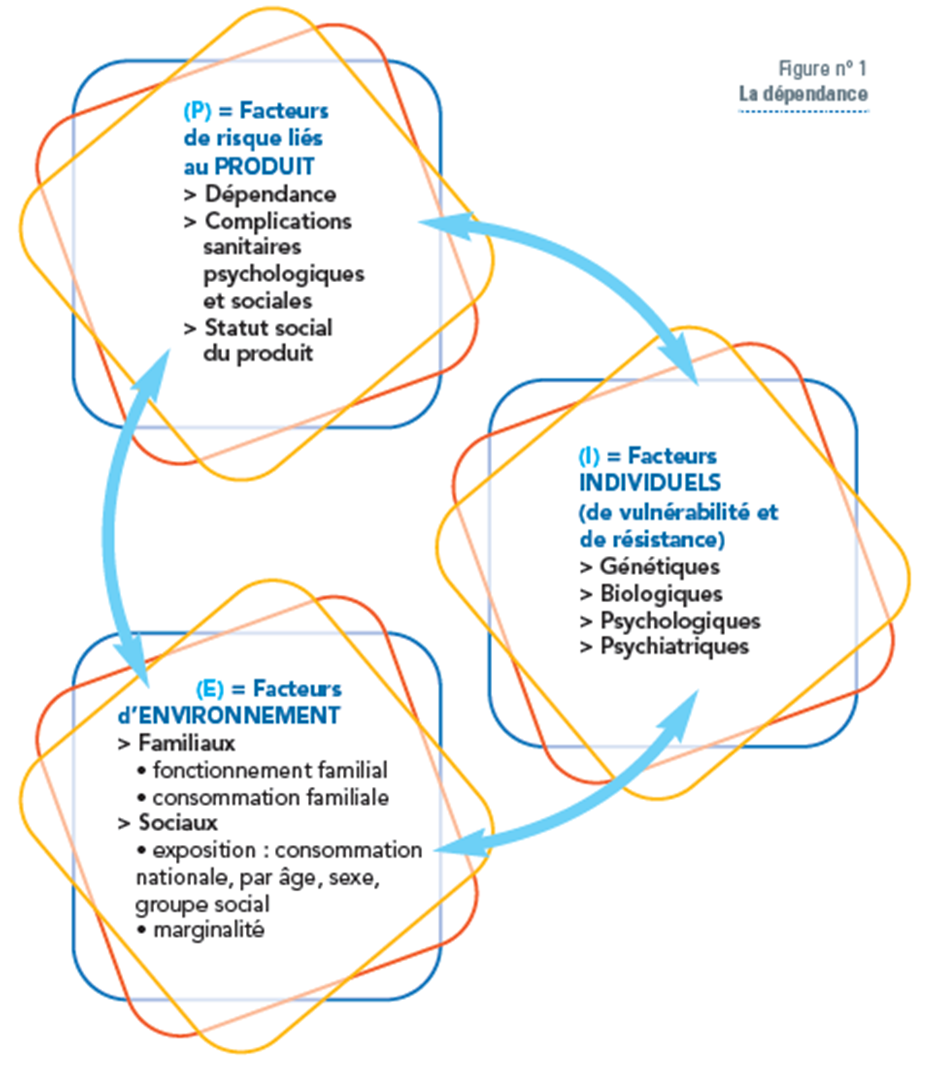 Figure nº 1
La dépendance
(P) = Facteurs
de risque liés
au PRODUIT
> Dépendance
> Complications
sanitaires
psychologiques
et sociales
> Statut social
du produit
(I) = Facteurs
INDIVIDUELS
(de vulnérabilité et
de résistance)
> Génétiques
> Biologiques
> Psychologiques
> Psychiatriques
(E) = Facteurs
d’ENVIRONNEMENT
> Familiaux
• fonctionnement familial
• consommation familiale
> Sociaux
• exposition : consommation
nationale, par âge, sexe,
groupe social
• marginalité